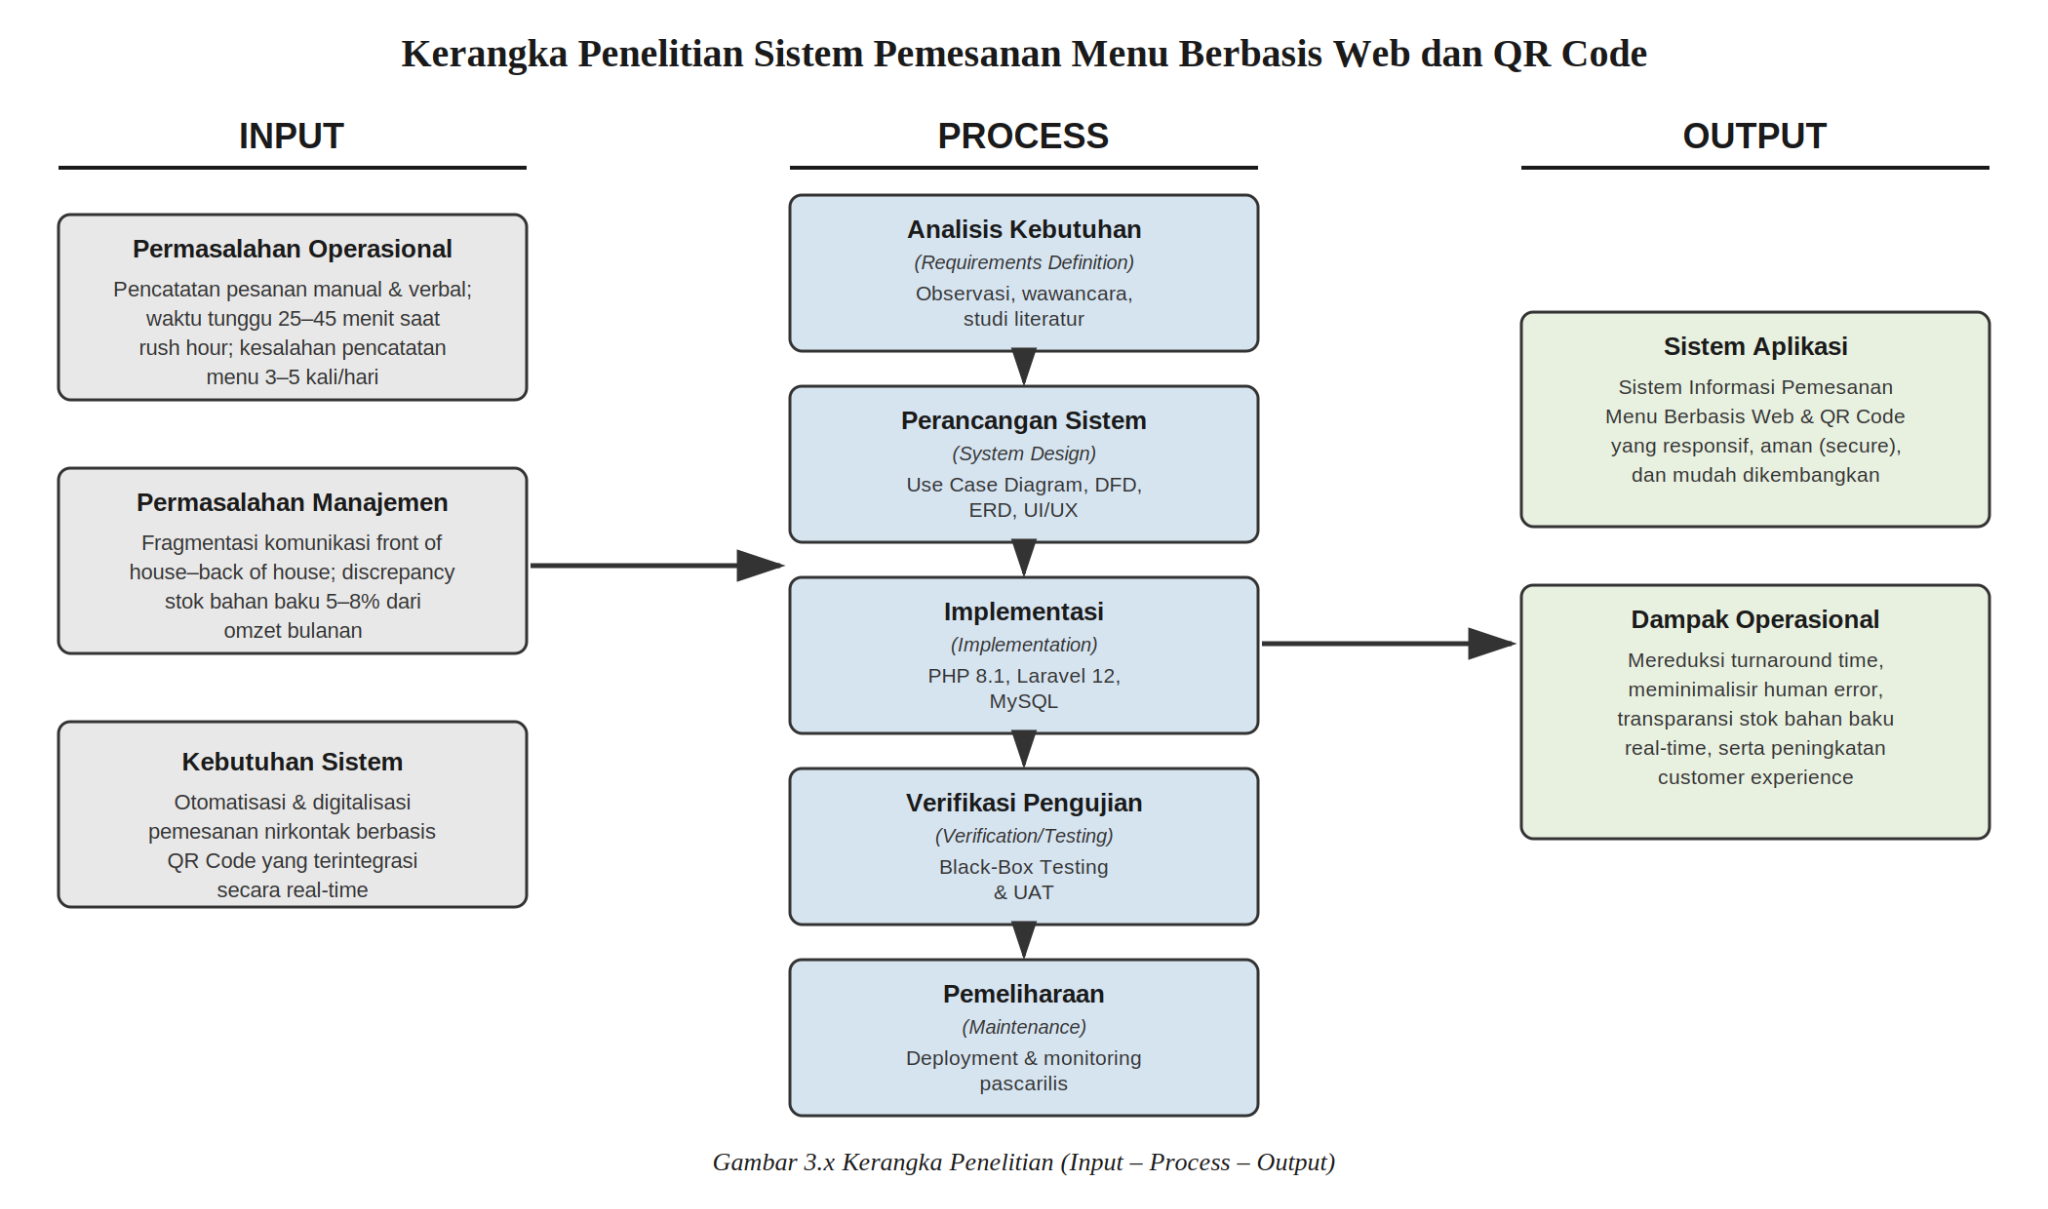 Kerangka Penelitian Sistem Pemesanan Menu Berbasis Web dan QR Code
INPUT
Permasalahan Operasional
Pencatatan pesanan manual & verbal;
waktu tunggu 25–45 menit saat
rush hour; kesalahan pencatatan
menu 3–5 kali/hari
Permasalahan Manajemen
Fragmentasi komunikasi front of
house–back of house; discrepancy
stok bahan baku 5–8% dari
omzet bulanan
Kebutuhan Sistem
Otomatisasi & digitalisasi
pemesanan nirkontak berbasis
QR Code yang terintegrasi
secara real-time
PROCESS
Analisis Kebutuhan
(Requirements Definition)
Observasi, wawancara,
studi literatur
Perancangan Sistem
(System Design)
Use Case Diagram, DFD,
ERD, UI/UX
Implementasi
(Implementation)
PHP 8.1, Laravel 12,
MySQL
Verifikasi Pengujian
(Verification/Testing)
Black-Box Testing
& UAT
Pemeliharaan
(Maintenance)
Deployment & monitoring
pascarilis
OUTPUT
Sistem Aplikasi
Sistem Informasi Pemesanan
Menu Berbasis Web & QR Code
yang responsif, aman (secure),
dan mudah dikembangkan
Dampak Operasional
Mereduksi turnaround time,
meminimalisir human error,
transparansi stok bahan baku
real-time, serta peningkatan
customer experience
Gambar 3.x Kerangka Penelitian (Input – Process – Output)